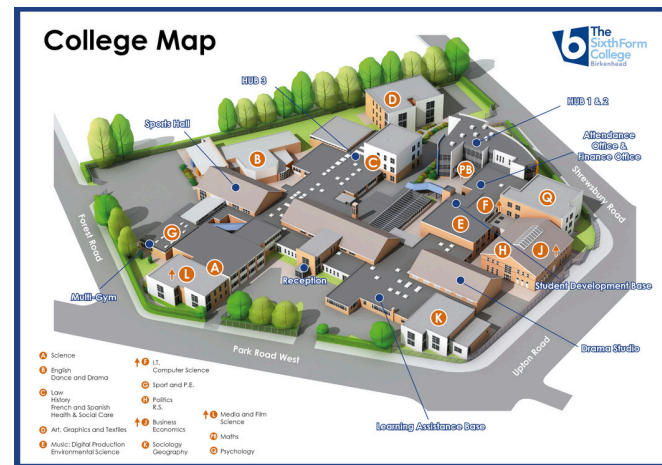 College Map
The
SixthForm
College
Birkenhead
HUB 3
D
HUB 1 & 2
Sports Hall
B
C
PB
Attendance
Office &
Finance Office
Shrewsbury Road
Q
F
E
Forest Road
G
H
J
L
A
Reception
Multi-Gym
Student Development Base
K
Drama Studio
Park Road West
Upton Road
Learning Assistance Base
A Science
B English
Dance and Drama
C Law
History
French and Spanish
Health & Social Care
D Art, Graphics and Textiles
E Music: Digital Production
Environmental Science
F I.T.
Computer Science
G Sport and P.E.
H Politics
R.S.
J Business
Economics
K Sociology
Geography
L Media and Film
Science
PB Maths
Q Psychology